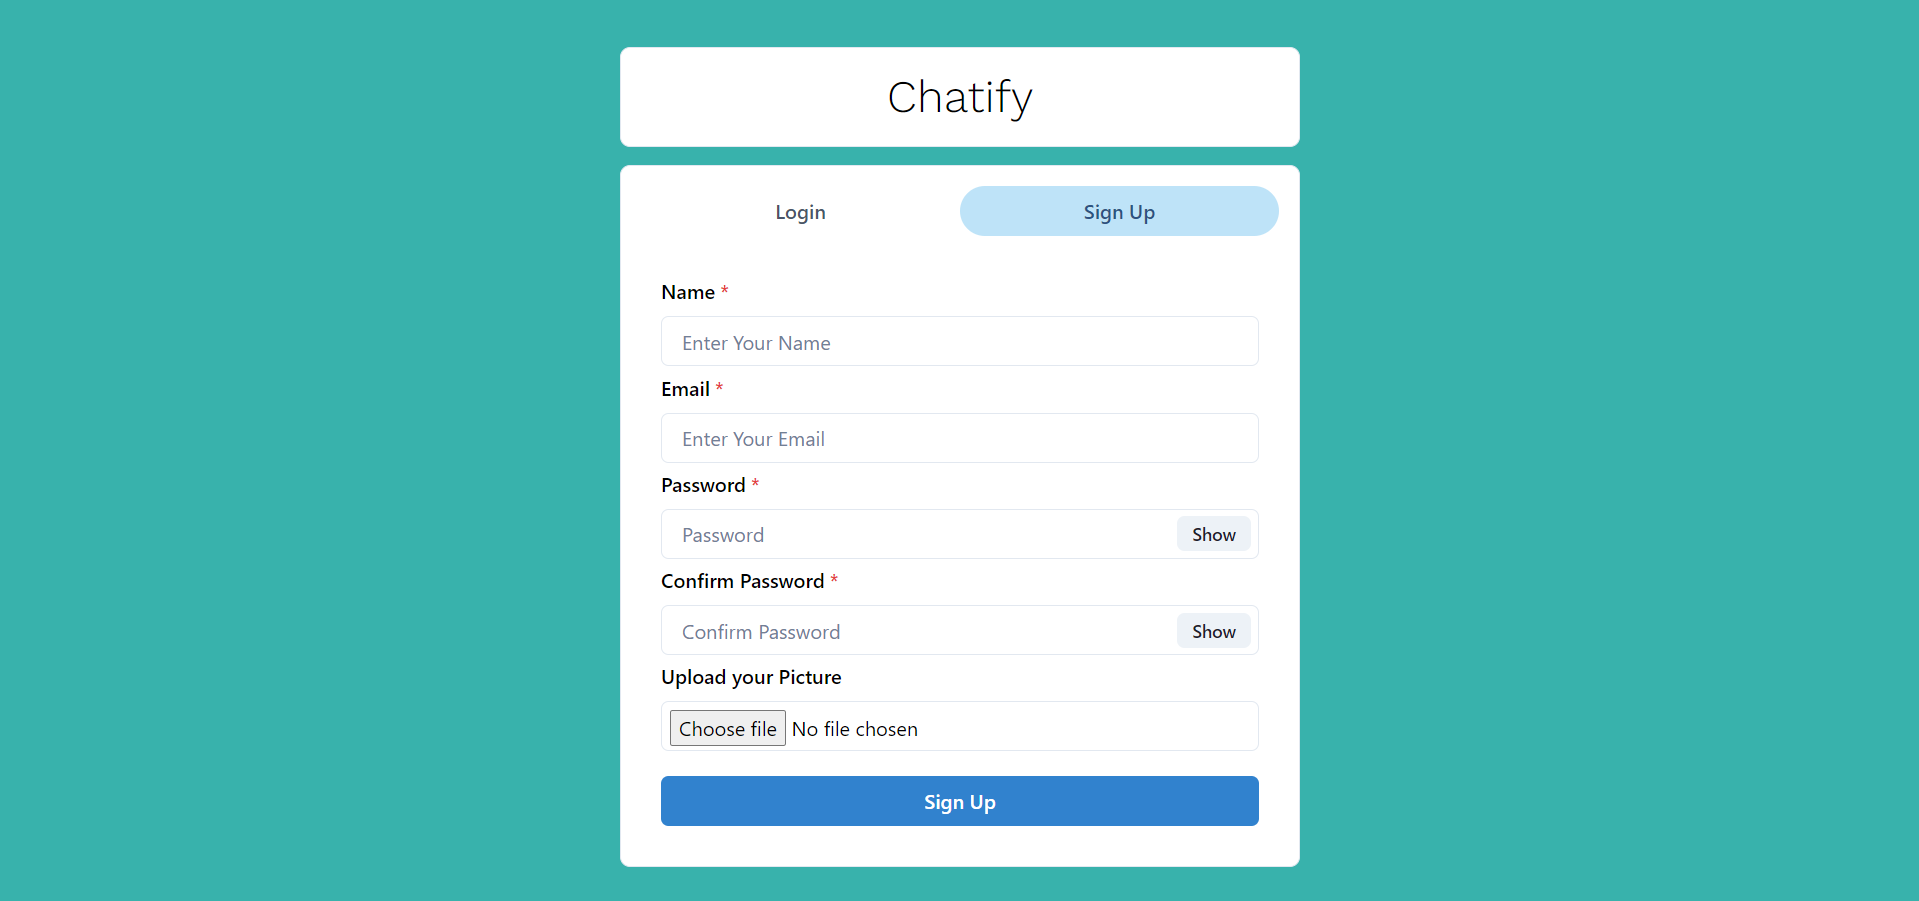 Chatify
Login
Sign Up
Name *
Enter Your Name
Email *
Enter Your Email
Password *
Password
Show
Confirm Password *
Confirm Password
Show
Upload your Picture
Choose file No file chosen
Sign Up